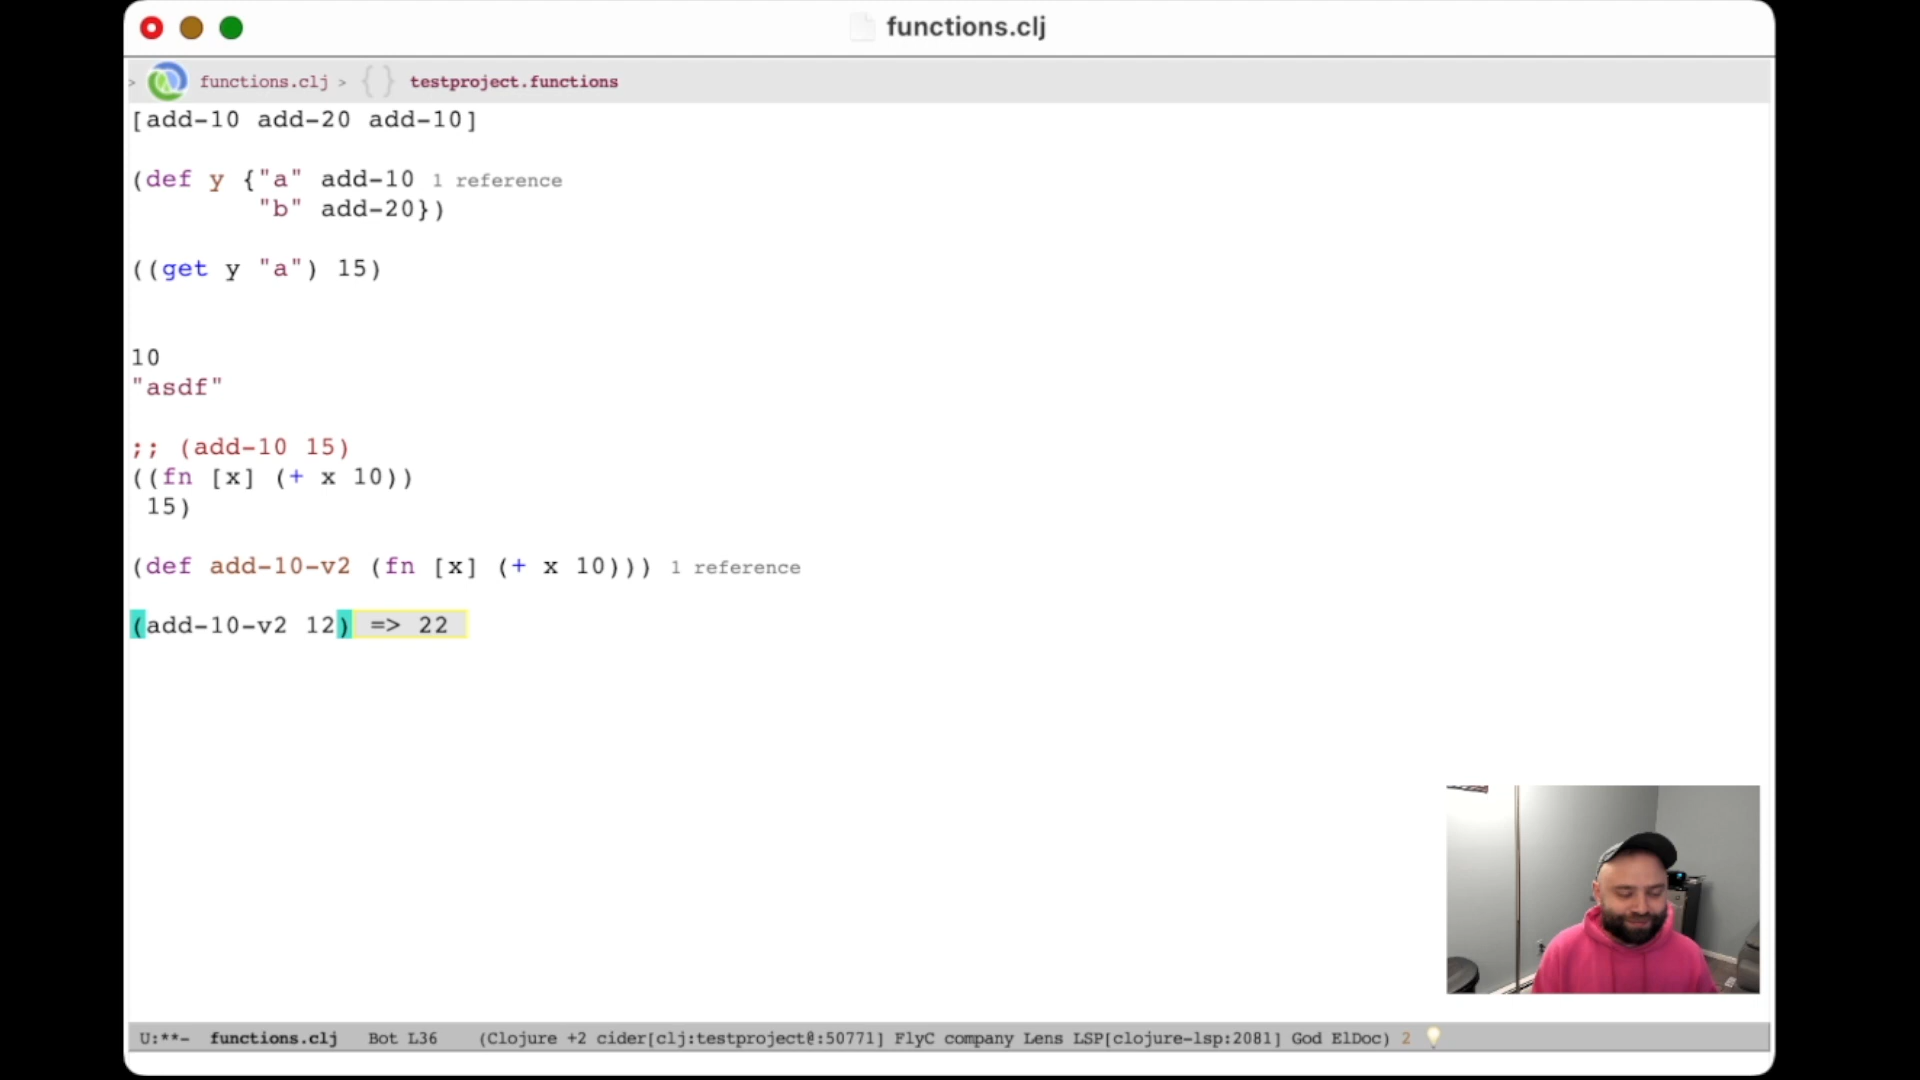 functions.clj
> functions.clj > { } testproject.functions
[add-10 add-20 add-10]
(def y {"a" add-10 1 reference
"b" add-20})
((get y "a") 15)
10
"asdf"
;; (add-10 15)
((fn [x] (+ x 10))
15)
(def add-10-v2 (fn [x] (+ x 10))) 1 reference
(add-10-v2 12) => 22
U:**- functions.clj Bot L36 (Clojure +2 cider[clj:testproject@:50771] FlyC company Lens LSP[clojure-lsp:2081] God ElDoc) 2